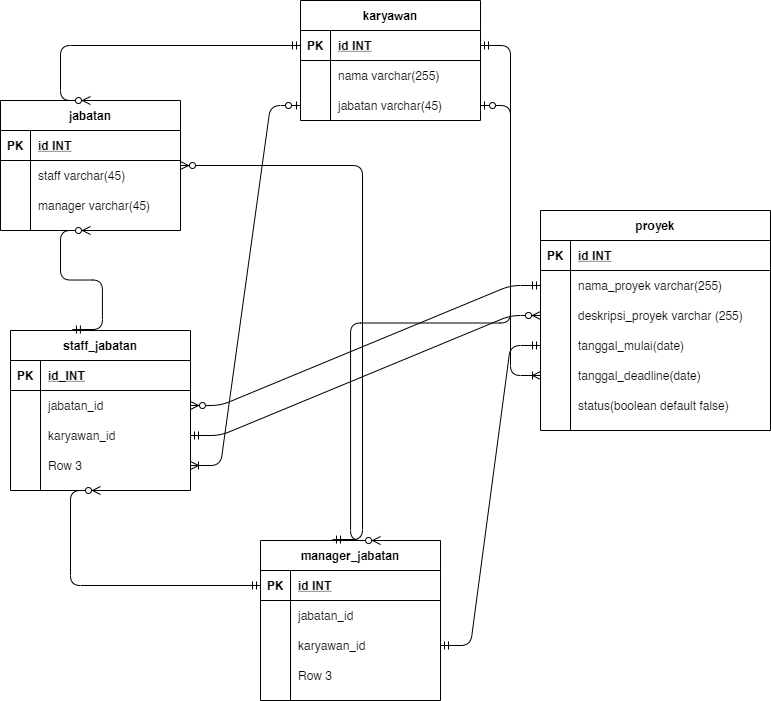 karyawan
PK id INT
nama varchar(255)
jabatan varchar(45)
jabatan
PK id INT
staff varchar(45)
manager varchar(45)
proyek
PK id INT
nama_proyek varchar(255)
deskripsi_proyek varchar (255)
tanggal_mulai(date)
tanggal_deadline(date)
status(boolean default false)
staff_jabatan
PK id_INT
jabatan_id
karyawan_id
Row 3
manager_jabatan
PK id INT
jabatan_id
karyawan_id
Row 3